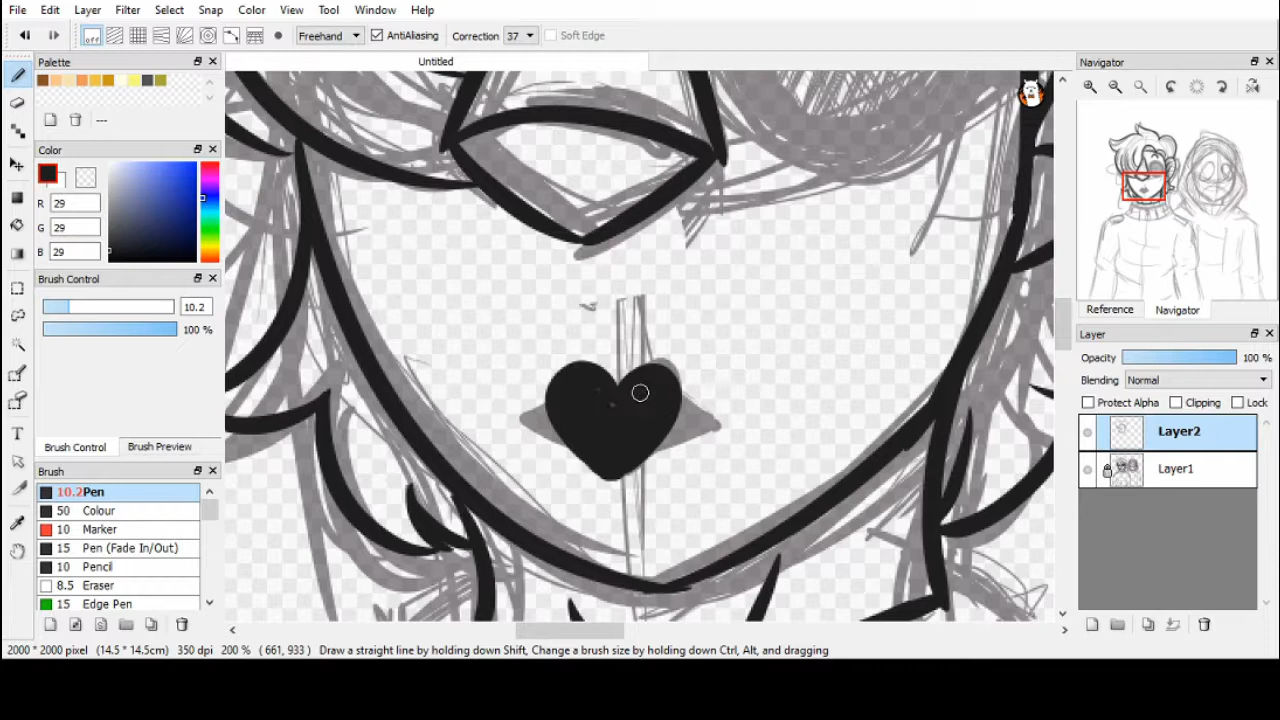 File Edit Layer Filter Select Snap Color View Tool Window Help
Freehand AntiAliasing Correction 37 Soft Edge
Palette
Untitled
Navigator
---
Color
R 29
G 29
B 29
Brush Control
10.2
100 %
Reference Navigator
Layer
Opacity 100 %
Blending Normal
Protect Alpha Clipping Lock
Layer2
Layer1
Brush Control Brush Preview
Brush
10.2 Pen
50 Colour
10 Marker
15 Pen (Fade In/Out)
10 Pencil
8.5 Eraser
15 Edge Pen
2000 * 2000 pixel (14.5 * 14.5cm) 350 dpi 200 % ( 661, 933 ) Draw a straight line by holding down Shift, Change a brush size by holding down Ctrl, Alt, and dragging